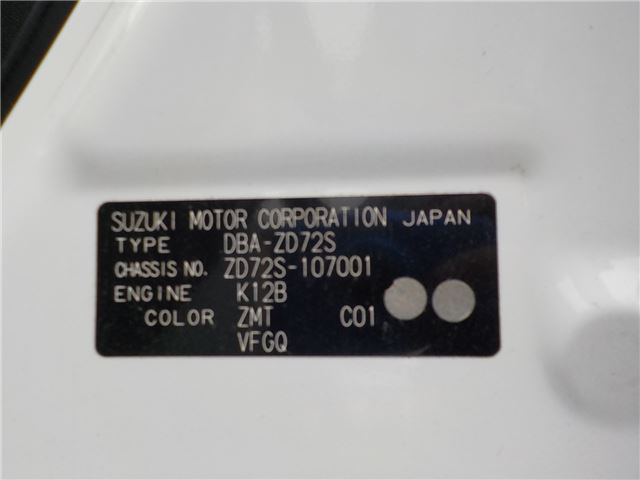 SUZUKI MOTOR CORPORATION JAPAN
TYPE DBA-ZD72S
CHASSIS NO. ZD72S-107001
ENGINE K12B
COLOR ZMT C01
VFGQ